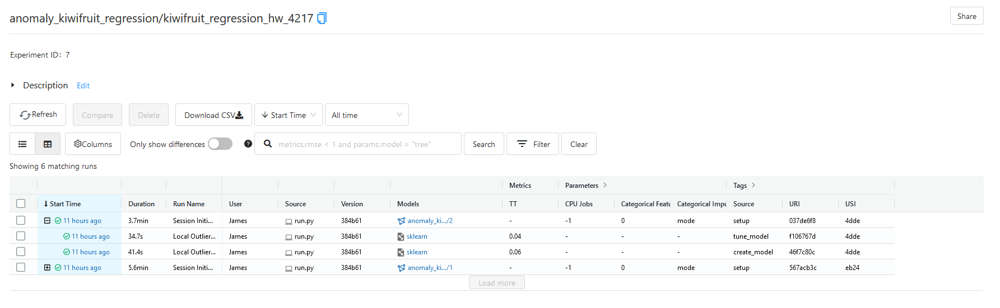 anomaly_kiwifruit_regression/kiwifruit_regression_hw_4217
Share
Experiment ID: 7
Description Edit
Refresh Compare Delete Download CSV Start Time All time
Columns Only show differences ? metrics.rmse < 1 and params.model = "tree" Search Filter Clear
Showing 6 matching runs
Metrics Parameters Tags
Start Time Duration Run Name User Source Version Models TT CPU Jobs Categorical Featu Categorical Impu Source URI USI
11 hours ago 3.7min Session Initi... James run.py 384b61 anomaly_ki.../2 - -1 0 mode setup 037de6f8 4dde
11 hours ago 34.7s Local Outlier... James run.py 384b61 sklearn 0.04 - - - tune_model f106767d 4dde
11 hours ago 41.4s Local Outlier... James run.py 384b61 sklearn 0.06 - - - create_model 46f7c80c 4dde
11 hours ago 5.6min Session Initi... James run.py 384b61 anomaly_ki.../1 - -1 0 mode setup 567acb3c eb24
Load more